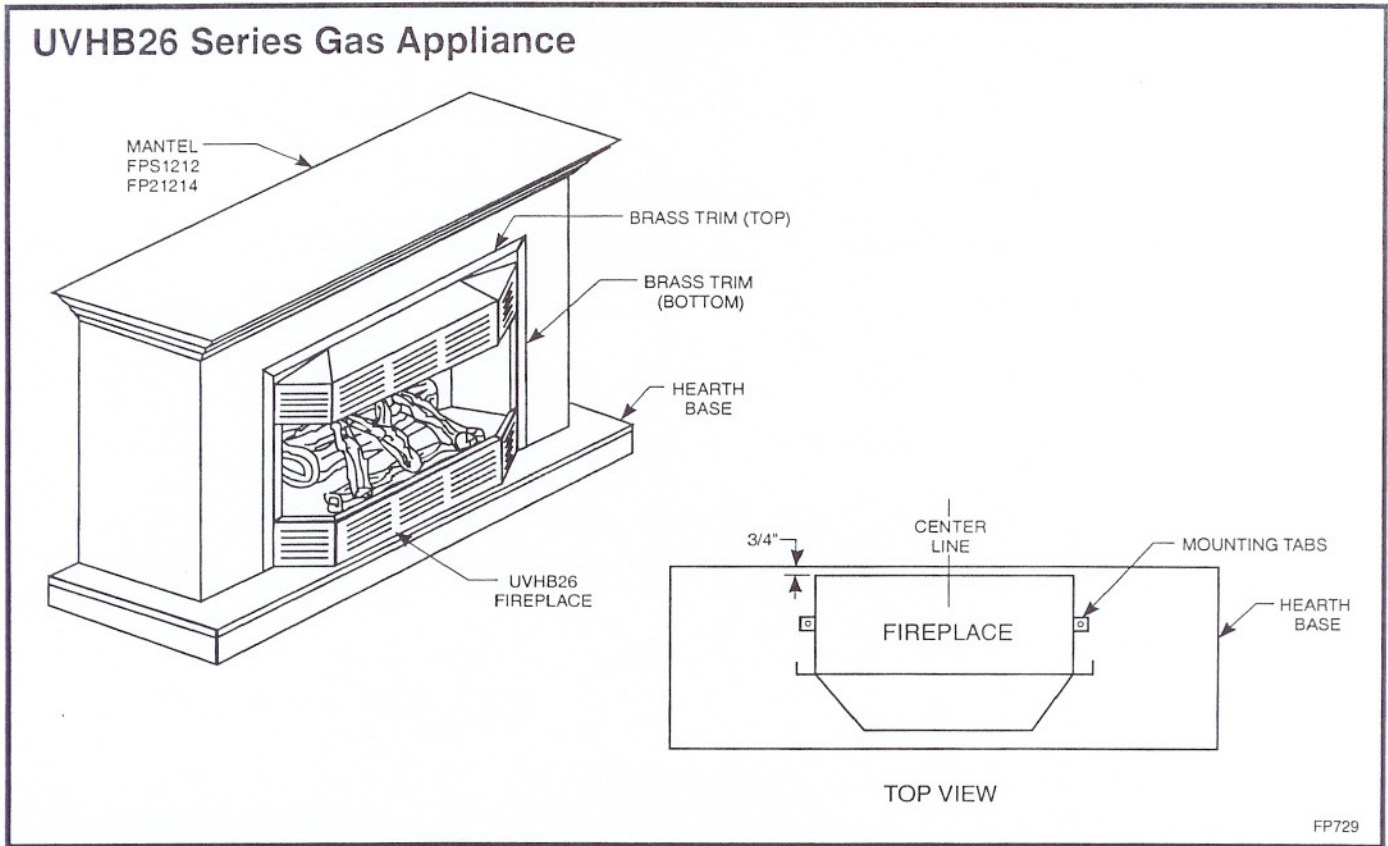 UVHB26 Series Gas Appliance
MANTEL
FPS1212
FP21214
BRASS TRIM (TOP)
BRASS TRIM
(BOTTOM)
HEARTH
BASE
UVHB26
FIREPLACE
3/4"
CENTER
LINE
MOUNTING TABS
FIREPLACE
HEARTH
BASE
TOP VIEW
FP729